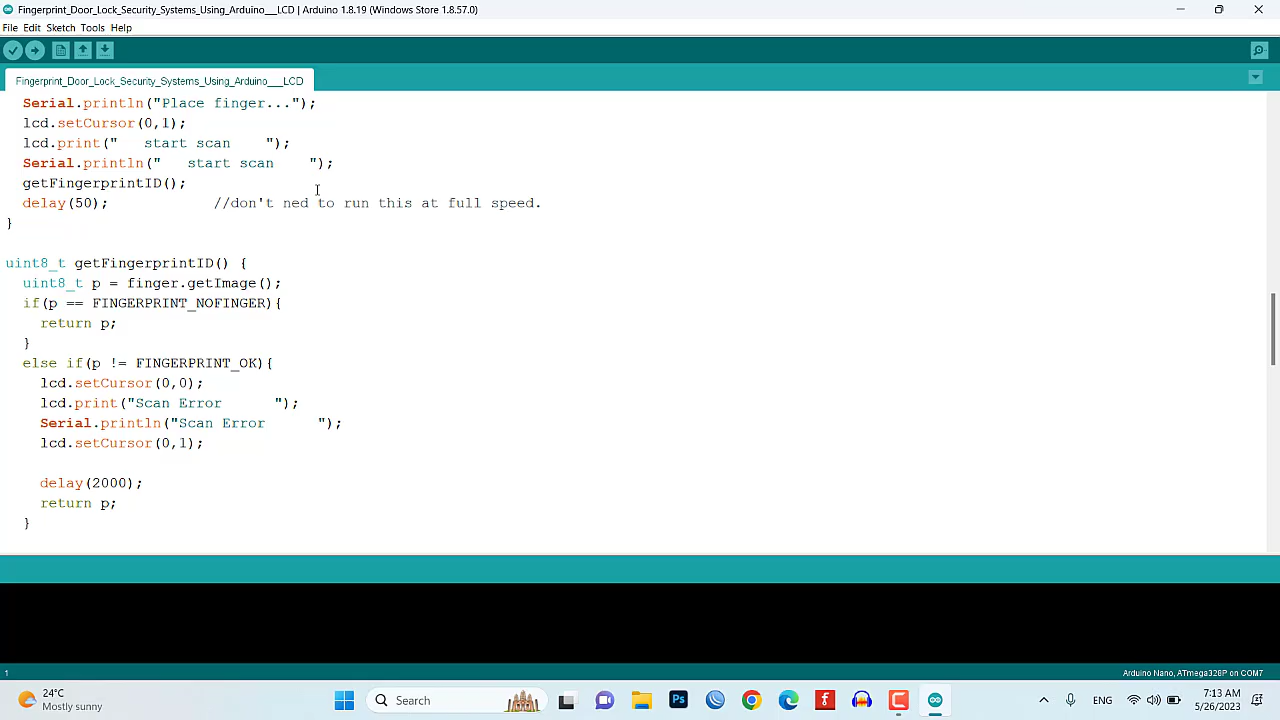 Fingerprint_Door_Lock_Security_Systems_Using_Arduino___LCD | Arduino 1.8.19 (Windows Store 1.8.57.0)
File Edit Sketch Tools Help
Fingerprint_Door_Lock_Security_Systems_Using_Arduino___LCD
Serial.println("Place finger...");
lcd.setCursor(0,1);
lcd.print("   start scan    ");
Serial.println("   start scan    ");
getFingerprintID();
delay(50);            //don't ned to run this at full speed.
}
uint8_t getFingerprintID() {
uint8_t p = finger.getImage();
if(p == FINGERPRINT_NOFINGER){
return p;
}
else if(p != FINGERPRINT_OK){
lcd.setCursor(0,0);
lcd.print("Scan Error      ");
Serial.println("Scan Error      ");
lcd.setCursor(0,1);
delay(2000);
return p;
}
1
Arduino Nano, ATmega328P on COM7
24°C
Mostly sunny
Search
Ps
ENG
7:13 AM
5/26/2023